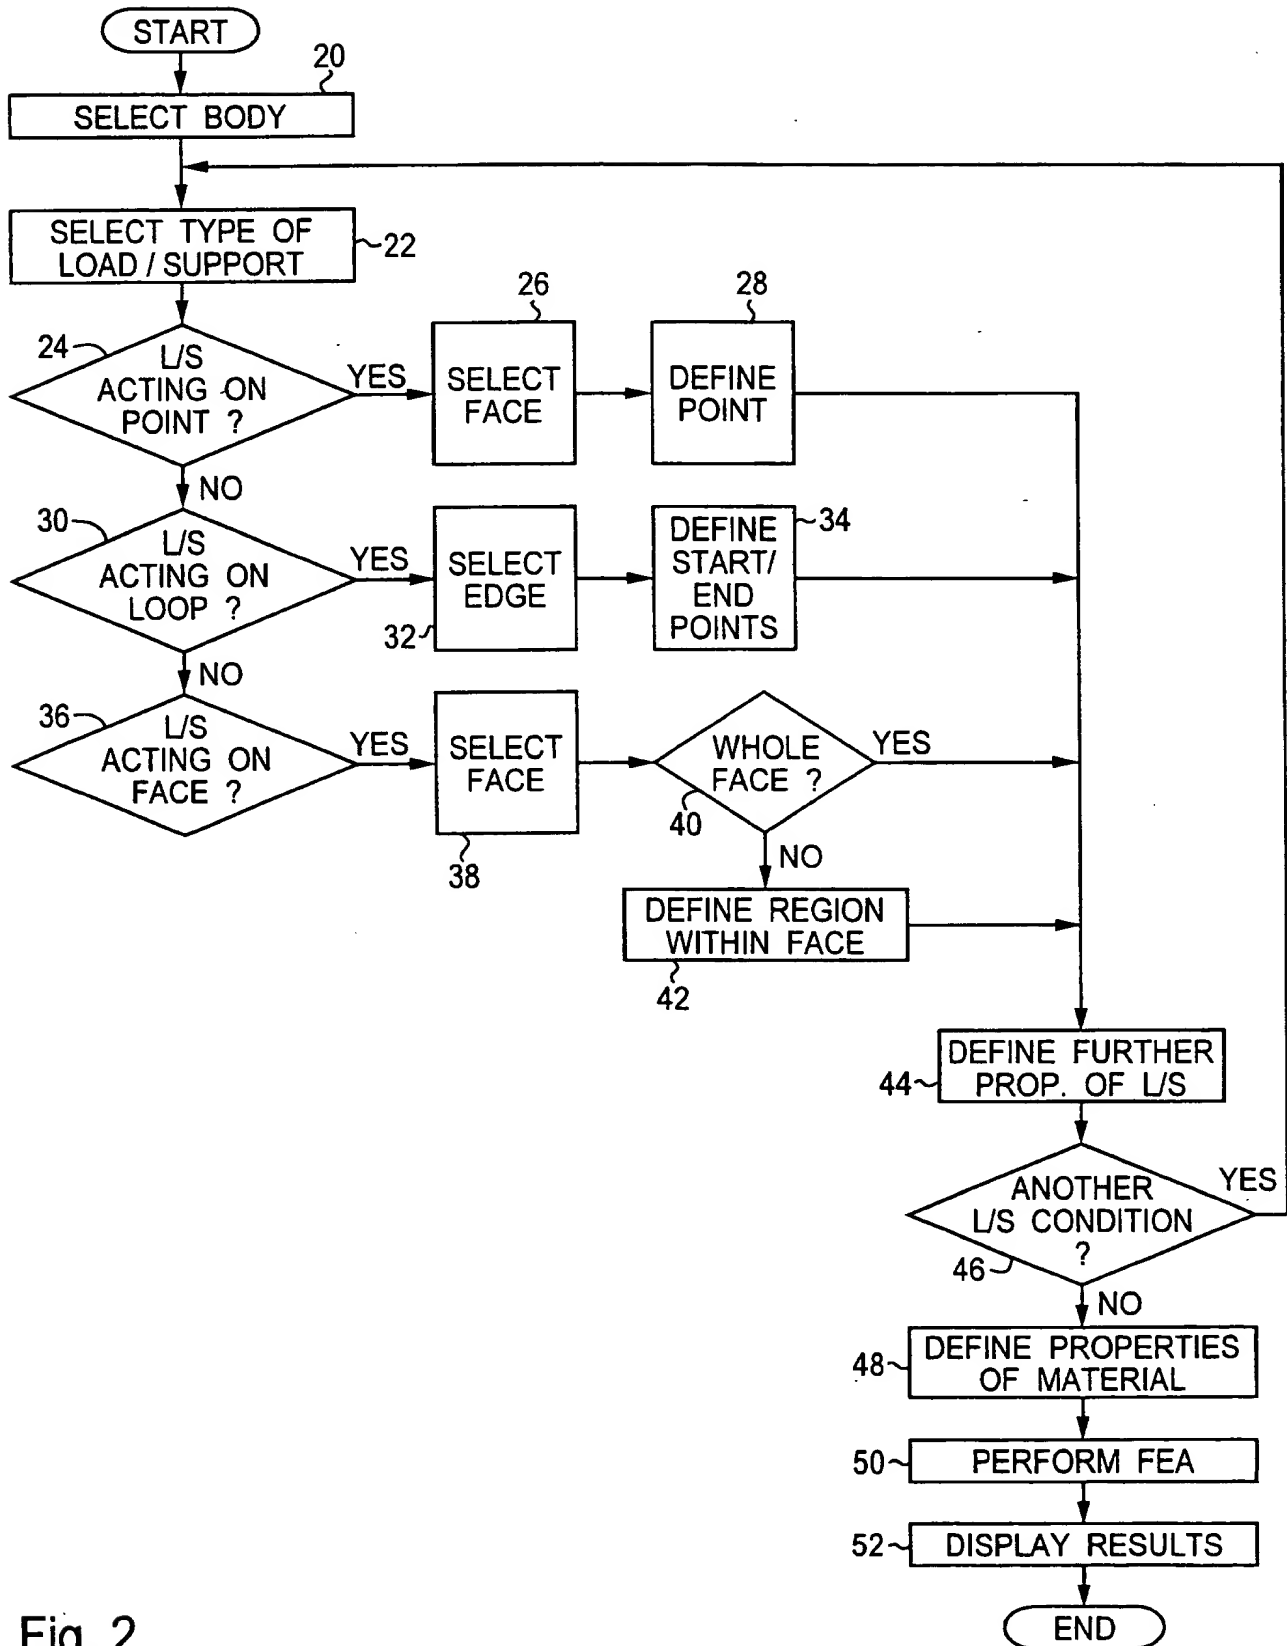 START
20
SELECT BODY
SELECT TYPE OF
LOAD / SUPPORT
22
24
L/S
ACTING ON
POINT ?
YES
26
SELECT
FACE
28
DEFINE
POINT
NO
30
L/S
ACTING ON
LOOP ?
YES
SELECT
EDGE
32
DEFINE
START/
END
POINTS
34
NO
36
L/S
ACTING ON
FACE ?
YES
SELECT
FACE
38
WHOLE
FACE ?
40
YES
NO
DEFINE REGION
WITHIN FACE
42
DEFINE FURTHER
PROP. OF L/S
44
ANOTHER
L/S CONDITION
?
46
YES
NO
48
DEFINE PROPERTIES
OF MATERIAL
50
PERFORM FEA
52
DISPLAY RESULTS
END
Fig. 2